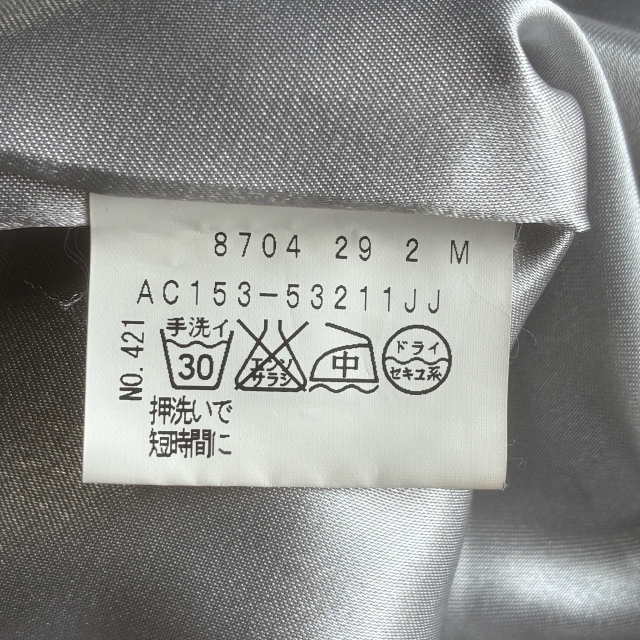 8704 29 2 M
AC153-53211JJ
NO.421
手洗イ
30
エンソ
サラシ
中
ドライ
セキユ系
押洗いで
短時間に